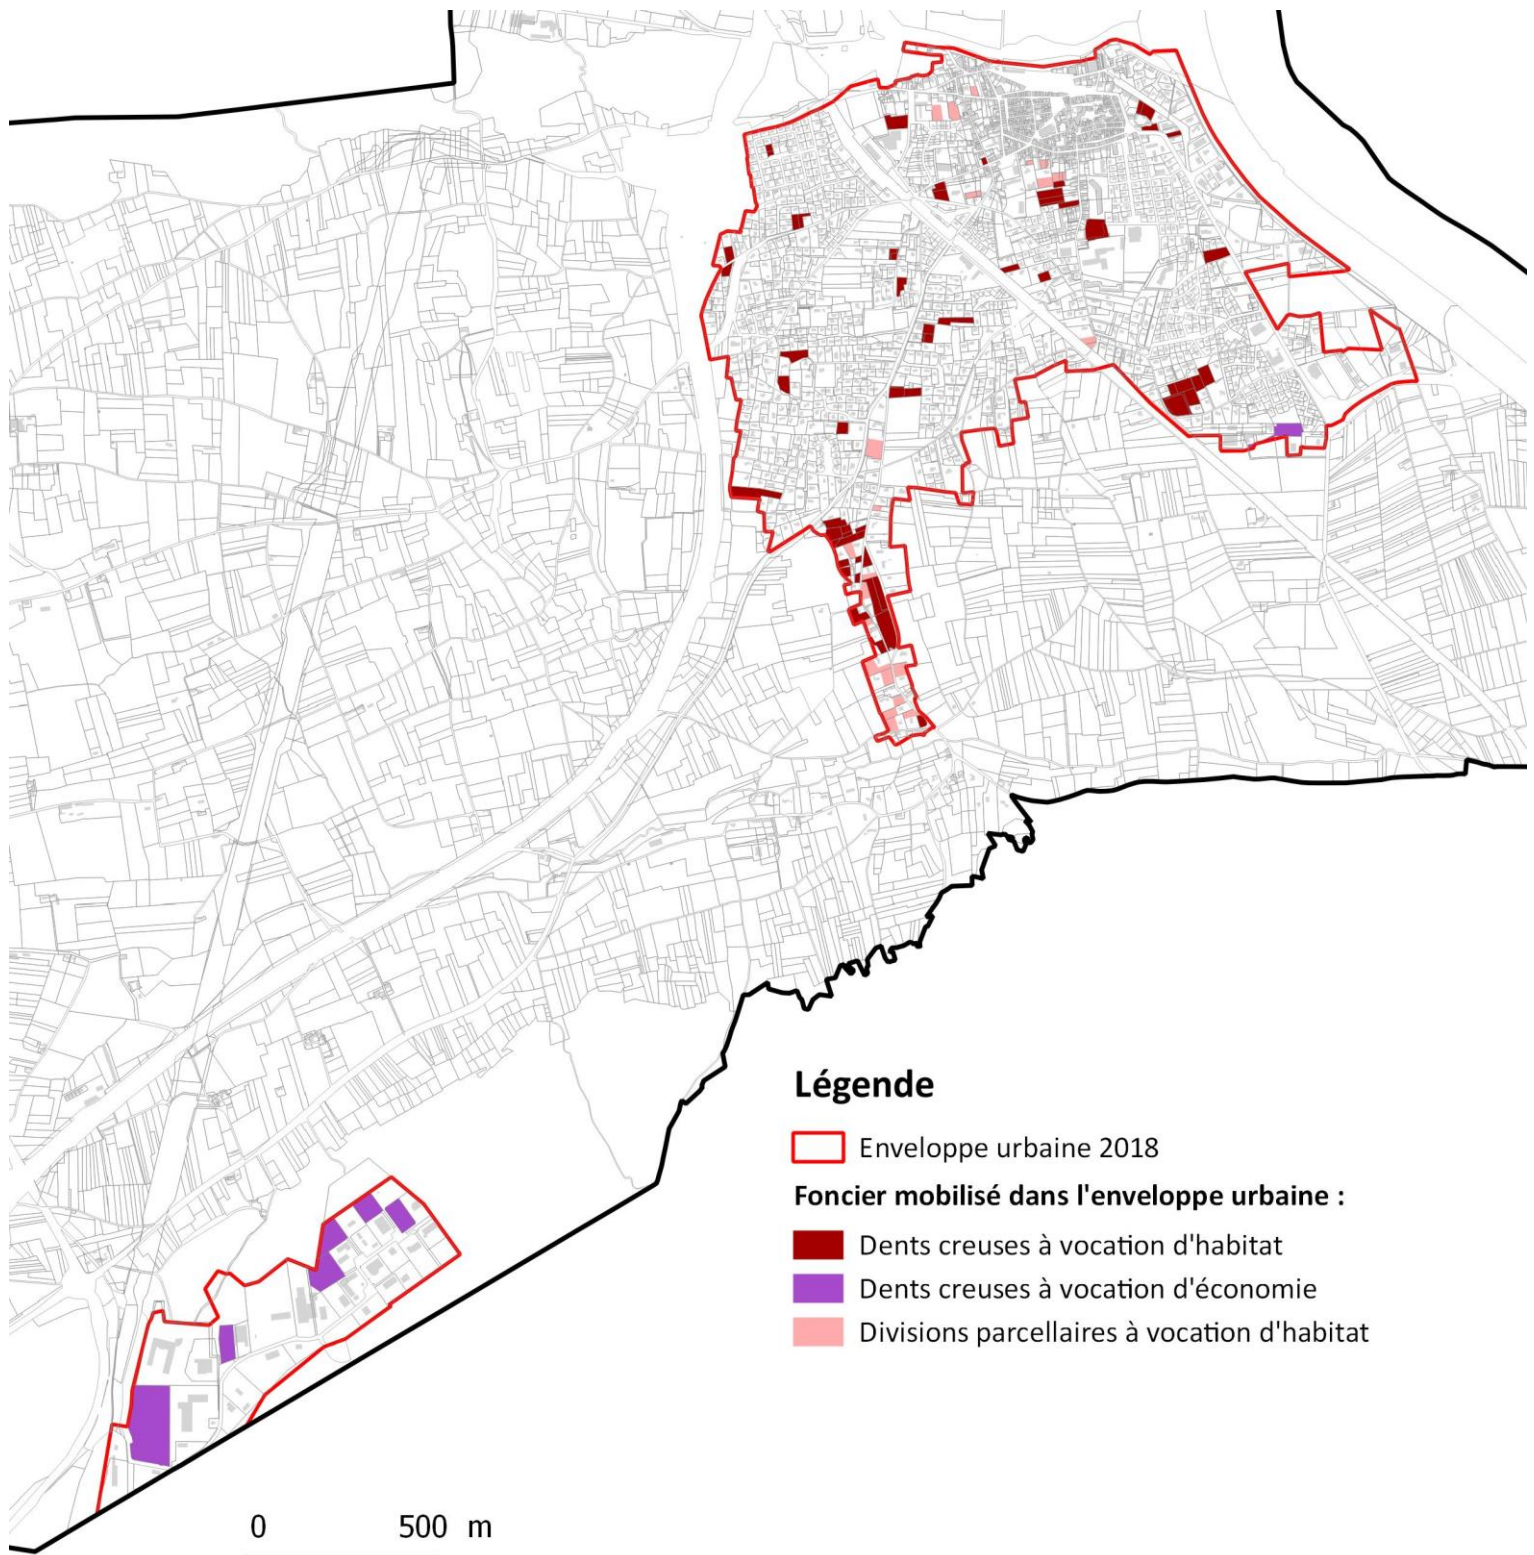 Légende
Enveloppe urbaine 2018
Foncier mobilisé dans l'enveloppe urbaine :
Dents creuses à vocation d'habitat
Dents creuses à vocation d'économie
Divisions parcellaires à vocation d'habitat
0 500 m